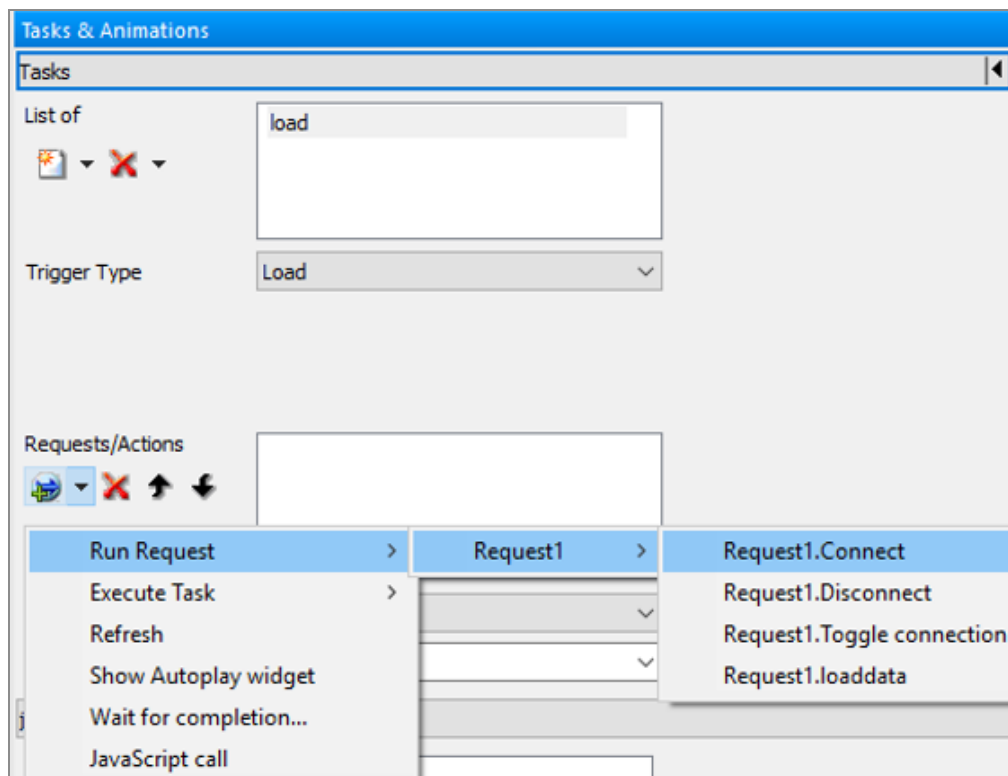 Tasks & Animations
Tasks
List of
load
Trigger Type
Load
Requests/Actions
Run Request
Request1
Request1.Connect
Execute Task
Request1.Disconnect
Refresh
Request1.Toggle connection
Show Autoplay widget
Request1.loaddata
Wait for completion...
j
JavaScript call